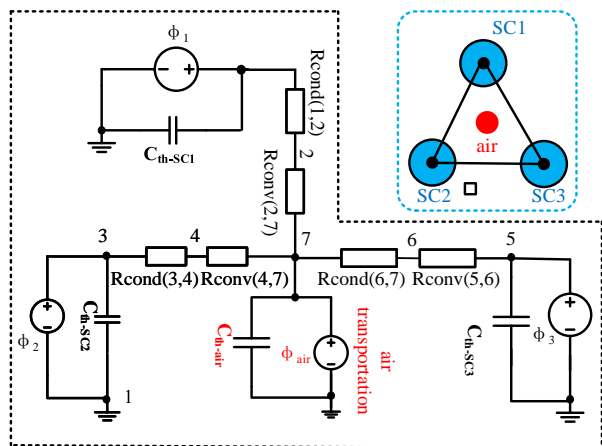 ϕ1
Rcond(1,2)
Cth-SC1
2
Rconv(2,7)
SC1
air
SC2
SC3
3
4
7
6
5
Rcond(3,4)
Rconv(4,7)
Rcond(6,7)
Rconv(5,6)
ϕ2
Cth-SC2
1
Cth-air
ϕair
air
transportation
Cth-SC3
ϕ3